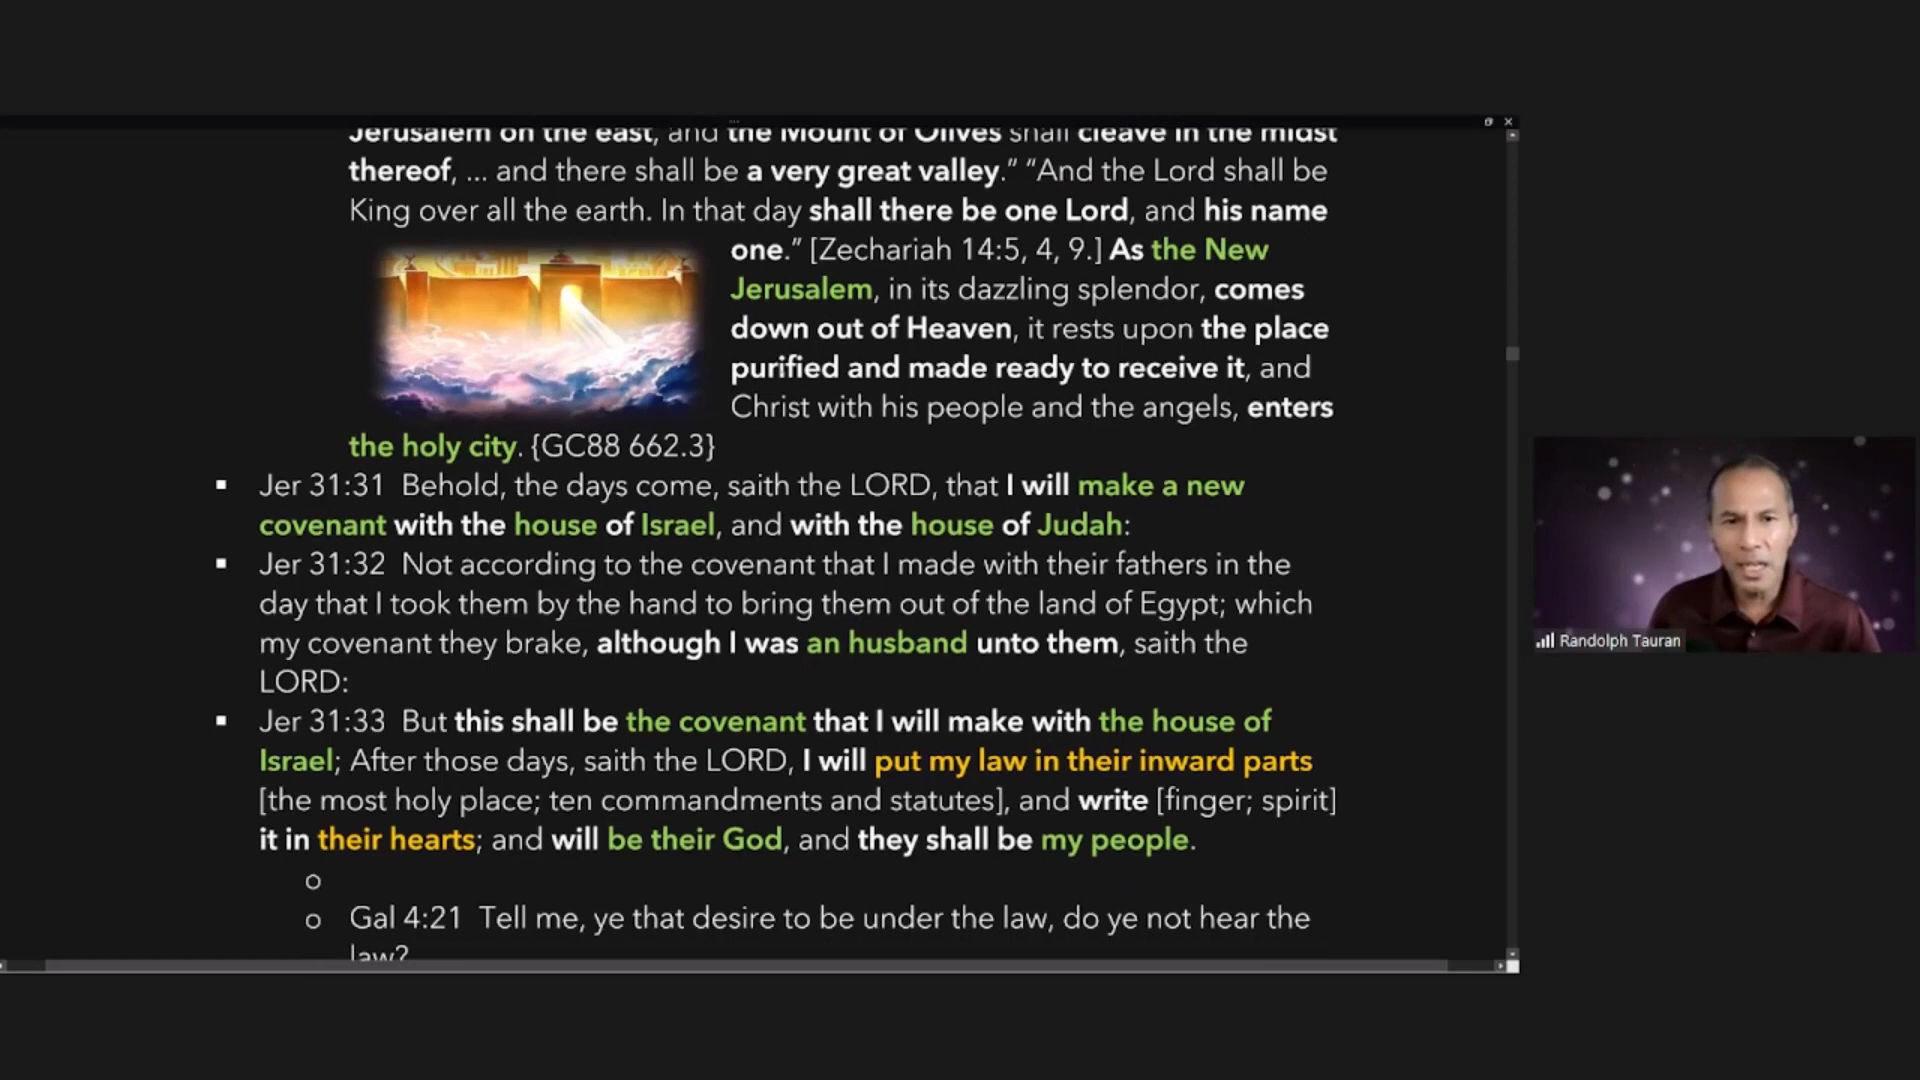 Jerusalem on the east, and the Mount of Olives shall cleave in the midst
thereof, ... and there shall be a very great valley.” “And the Lord shall be
King over all the earth. In that day shall there be one Lord, and his name
one.” [Zechariah 14:5, 4, 9.] As the New
Jerusalem, in its dazzling splendor, comes
down out of Heaven, it rests upon the place
purified and made ready to receive it, and
Christ with his people and the angels, enters
the holy city. {GC88 662.3}
▪ Jer 31:31 Behold, the days come, saith the LORD, that I will make a new
covenant with the house of Israel, and with the house of Judah:
▪ Jer 31:32 Not according to the covenant that I made with their fathers in the
day that I took them by the hand to bring them out of the land of Egypt; which
my covenant they brake, although I was an husband unto them, saith the
LORD:
▪ Jer 31:33 But this shall be the covenant that I will make with the house of
Israel; After those days, saith the LORD, I will put my law in their inward parts
[the most holy place; ten commandments and statutes], and write [finger; spirit]
it in their hearts; and will be their God, and they shall be my people.
o
o Gal 4:21 Tell me, ye that desire to be under the law, do ye not hear the
law?
Randolph Tauran